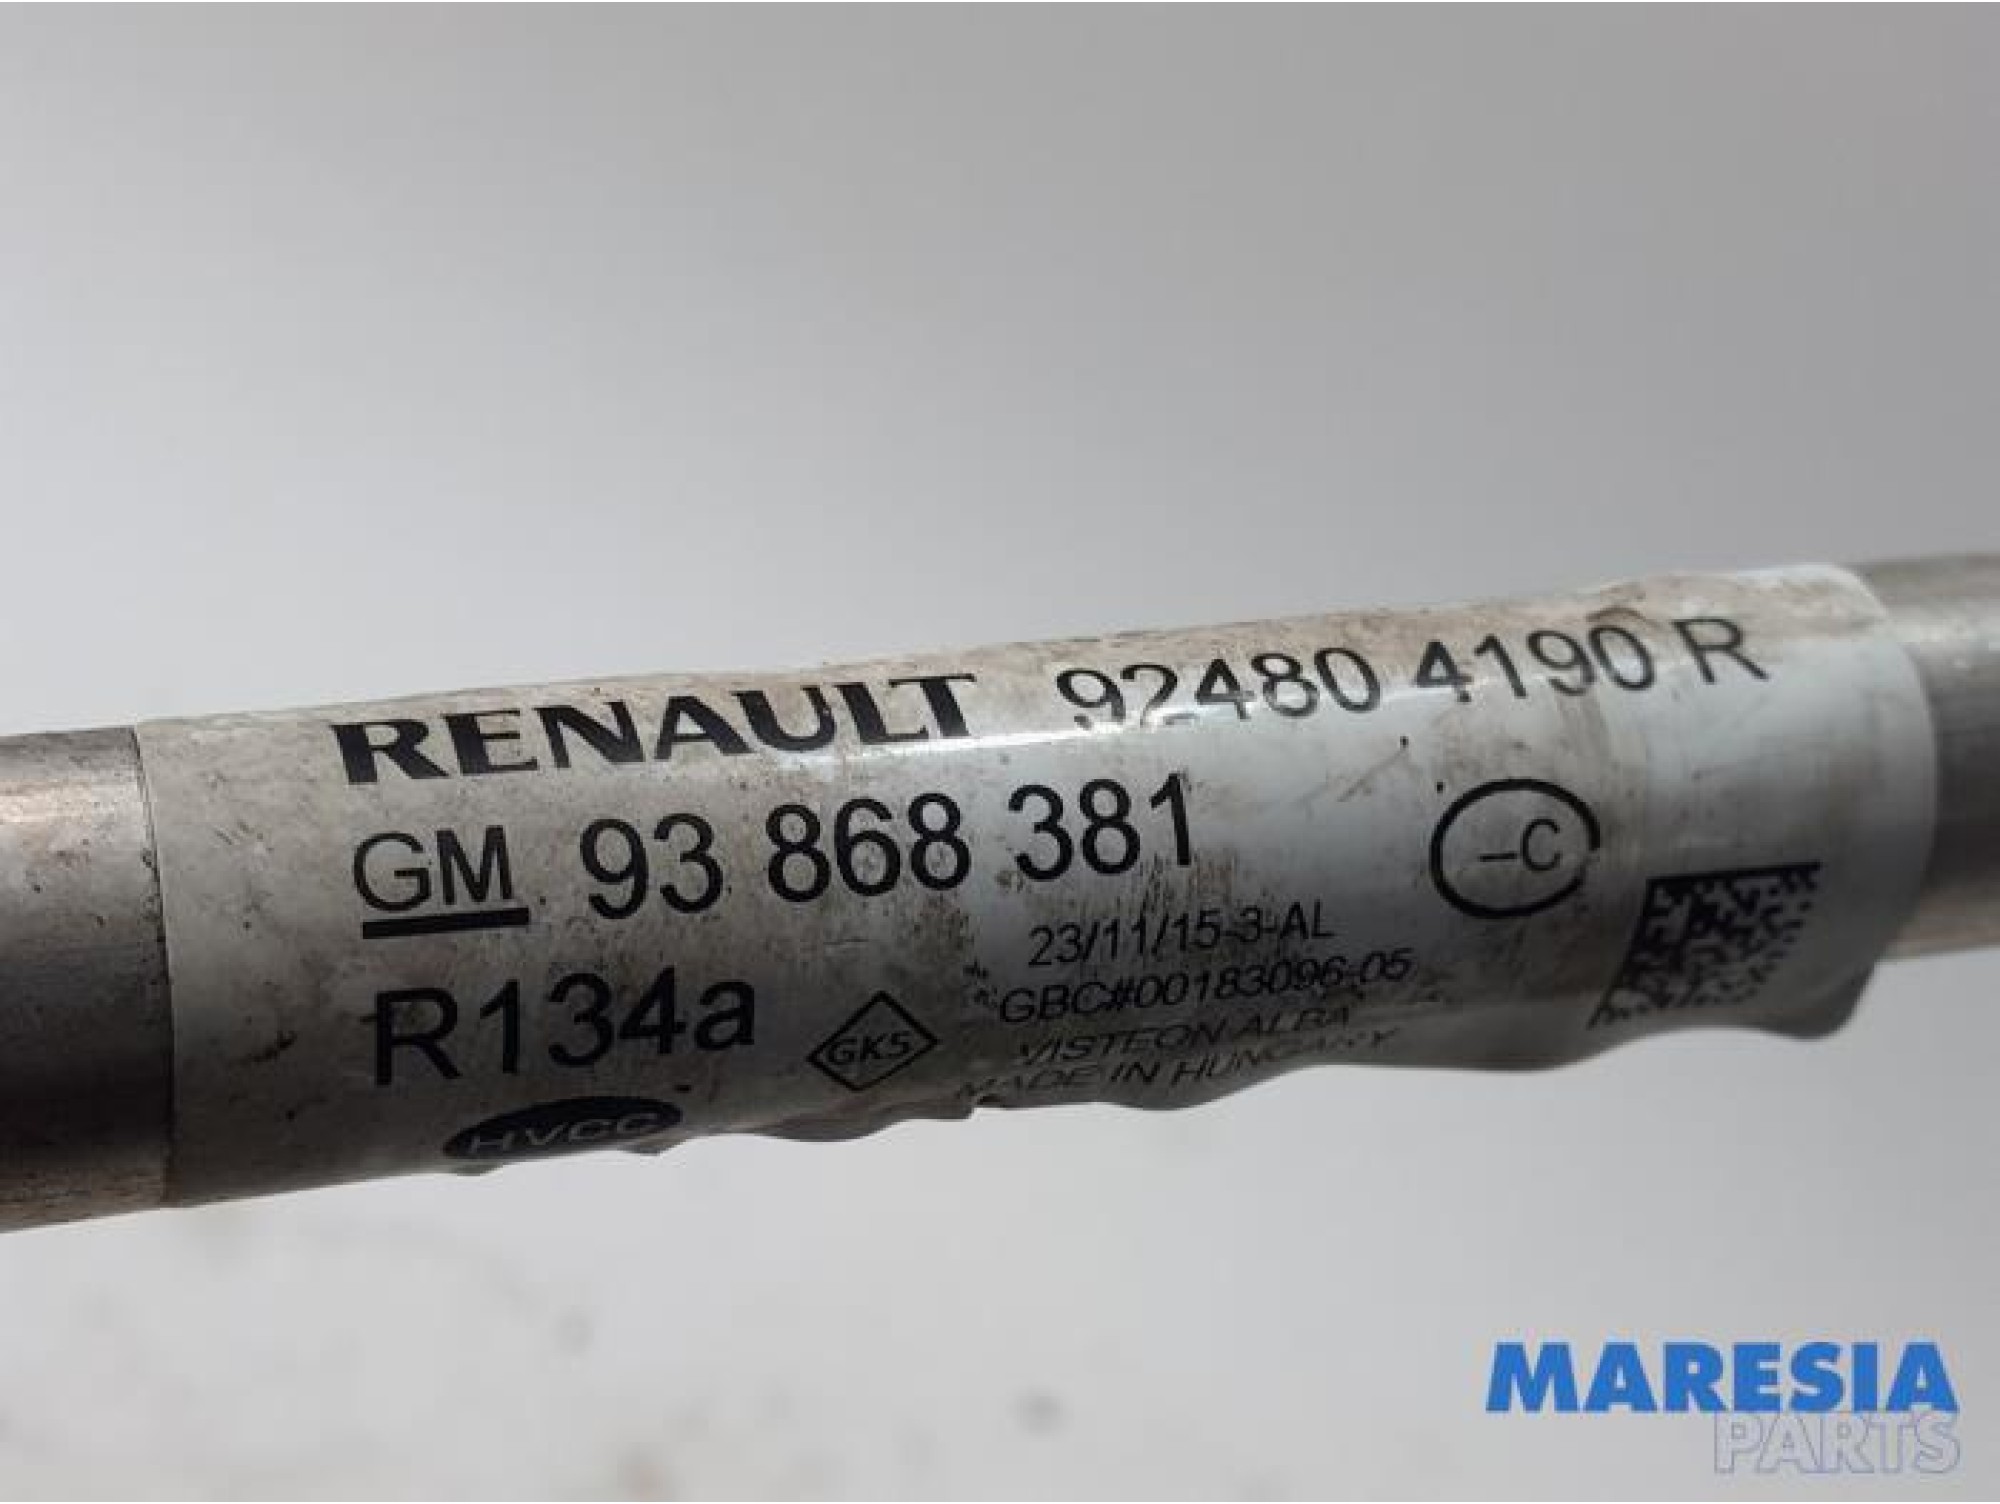 RENAULT 92480 4190 R
GM 93 868 381
-C
23/11/15-3-AL
R134a
GK5
GBC#00183096-05
VISTEON ALBA
MADE IN HUNGARY
HVCC
MARESIA
PARTS